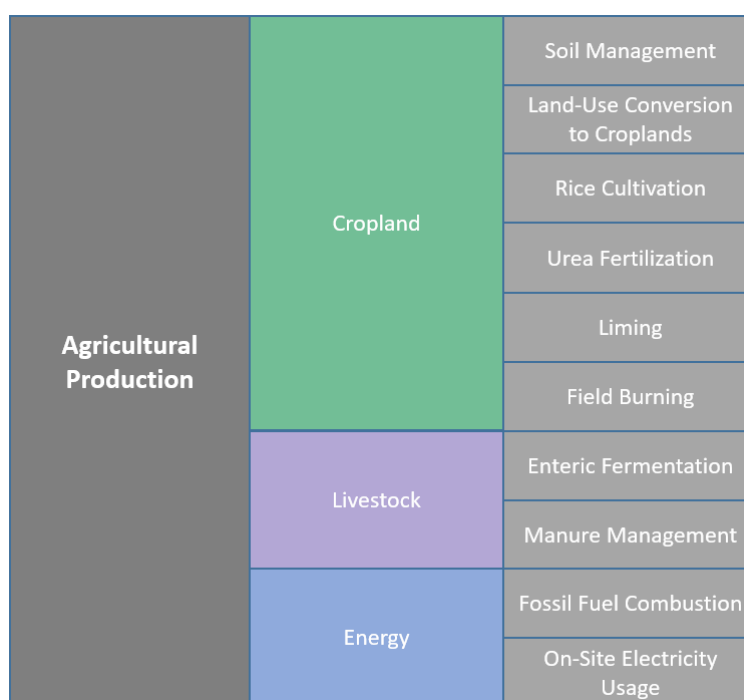 Agricultural
Production
Cropland
Soil Management
Land-Use Conversion
to Croplands
Rice Cultivation
Urea Fertilization
Liming
Field Burning
Livestock
Enteric Fermentation
Manure Management
Energy
Fossil Fuel Combustion
On-Site Electricity
Usage